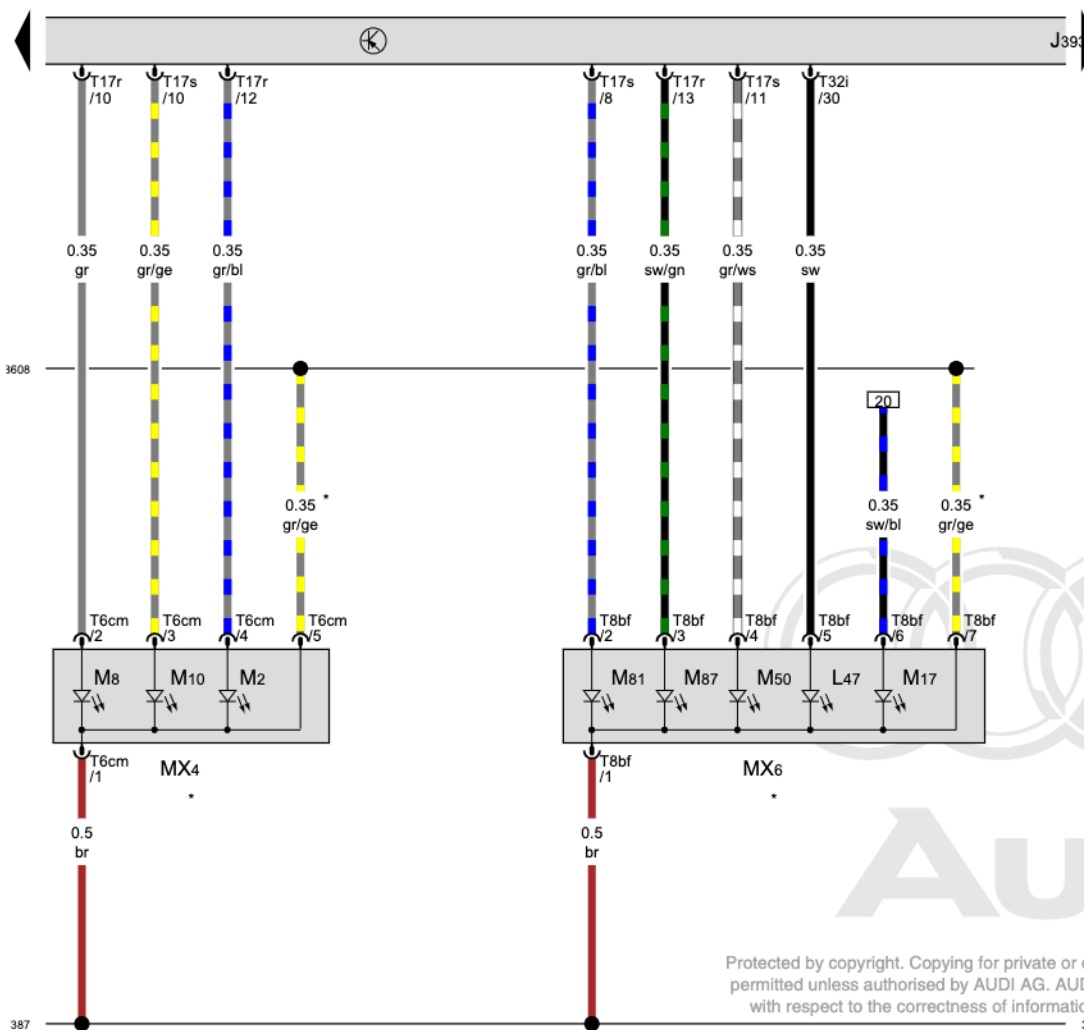 J393
T17r
/10
T17s
/10
T17r
/12
T17s
/8
T17r
/13
T17s
/11
T32i
/30
0.35
gr
0.35
gr/ge
0.35
gr/bl
0.35
gr/bl
0.35
sw/gn
0.35
gr/ws
0.35
sw
3608
20
0.35 *
gr/ge
0.35
sw/bl
0.35 *
gr/ge
T6cm
/2
T6cm
/3
T6cm
/4
T6cm
/5
T8bf
/2
T8bf
/3
T8bf
/4
T8bf
/5
T8bf
/6
T8bf
/7
M8
M10
M2
M81
M87
M50
L47
M17
T6cm
/1
MX4
*
T8bf
/1
MX6
*
0.5
br
0.5
br
Au
Protected by copyright. Copying for private or
permitted unless authorised by AUDI AG. AUD
with respect to the correctness of informatio
387